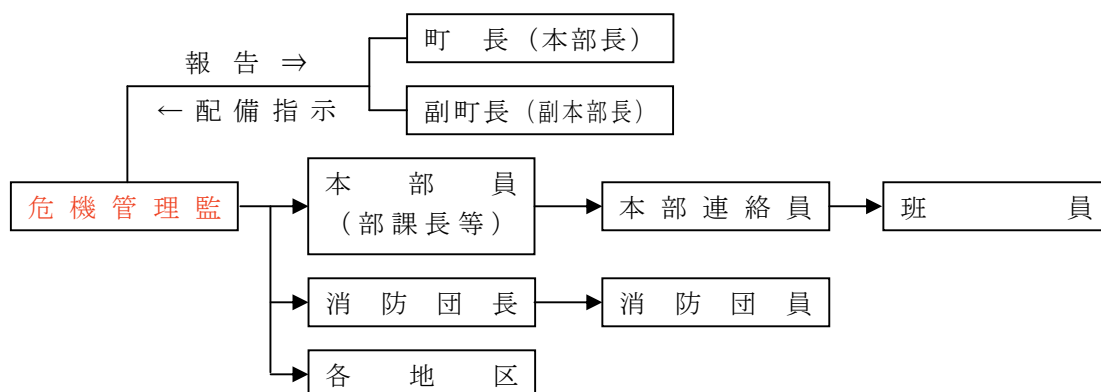 町長（本部長）
報告⇒
←配備指示
副町長（副本部長）
危機管理監
本部員
（部課長等）
本部連絡員
班員
消防団長
消防団員
各地区